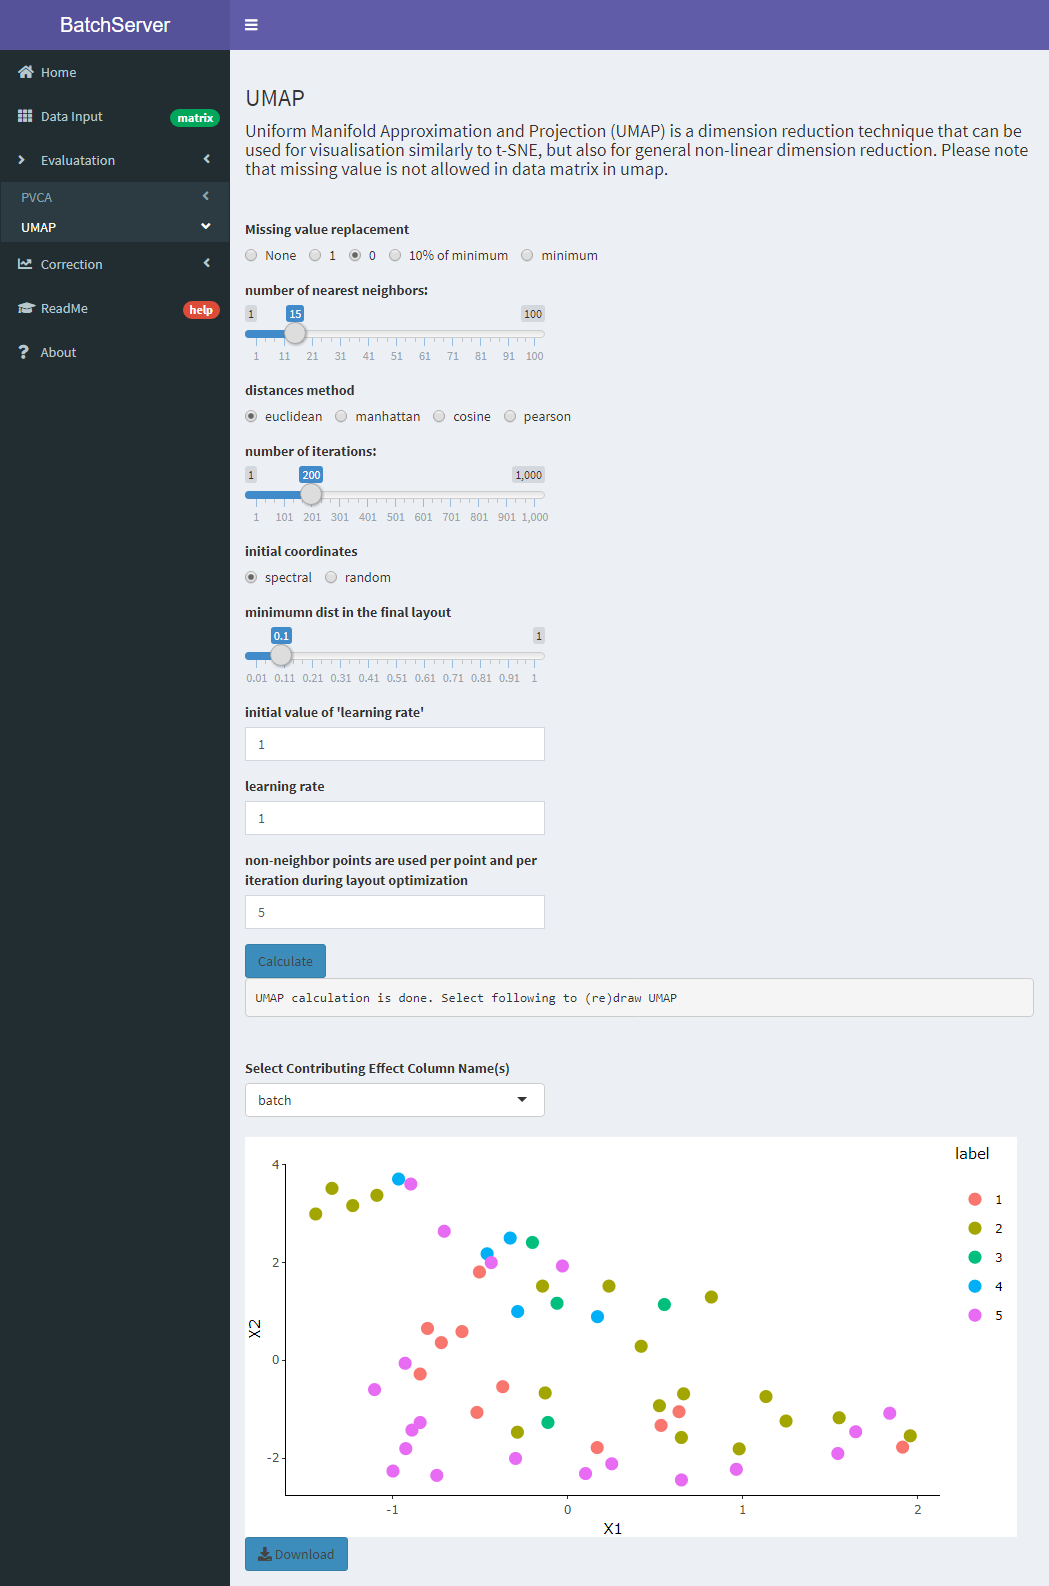 BatchServer
Home
Data Input matrix
Evaluatation
PVCA
UMAP
Correction
ReadMe help
About
UMAP
Uniform Manifold Approximation and Projection (UMAP) is a dimension reduction technique that can be
used for visualisation similarly to t-SNE, but also for general non-linear dimension reduction. Please note
that missing value is not allowed in data matrix in umap.
Missing value replacement
None 1 0 10% of minimum minimum
number of nearest neighbors:
1 15 100
1 11 21 31 41 51 61 71 81 91 100
distances method
euclidean manhattan cosine pearson
number of iterations:
1 200 1,000
1 101 201 301 401 501 601 701 801 901 1,000
initial coordinates
spectral random
minimumn dist in the final layout
0.1 1
0.01 0.11 0.21 0.31 0.41 0.51 0.61 0.71 0.81 0.91 1
initial value of 'learning rate'
1
learning rate
1
non-neighbor points are used per point and per
iteration during layout optimization
5
Calculate
UMAP calculation is done. Select following to (re)draw UMAP
Select Contributing Effect Column Name(s)
batch
label
1
2
3
4
5
4
2
0
-2
X2
-1 0 1 2
X1
Download